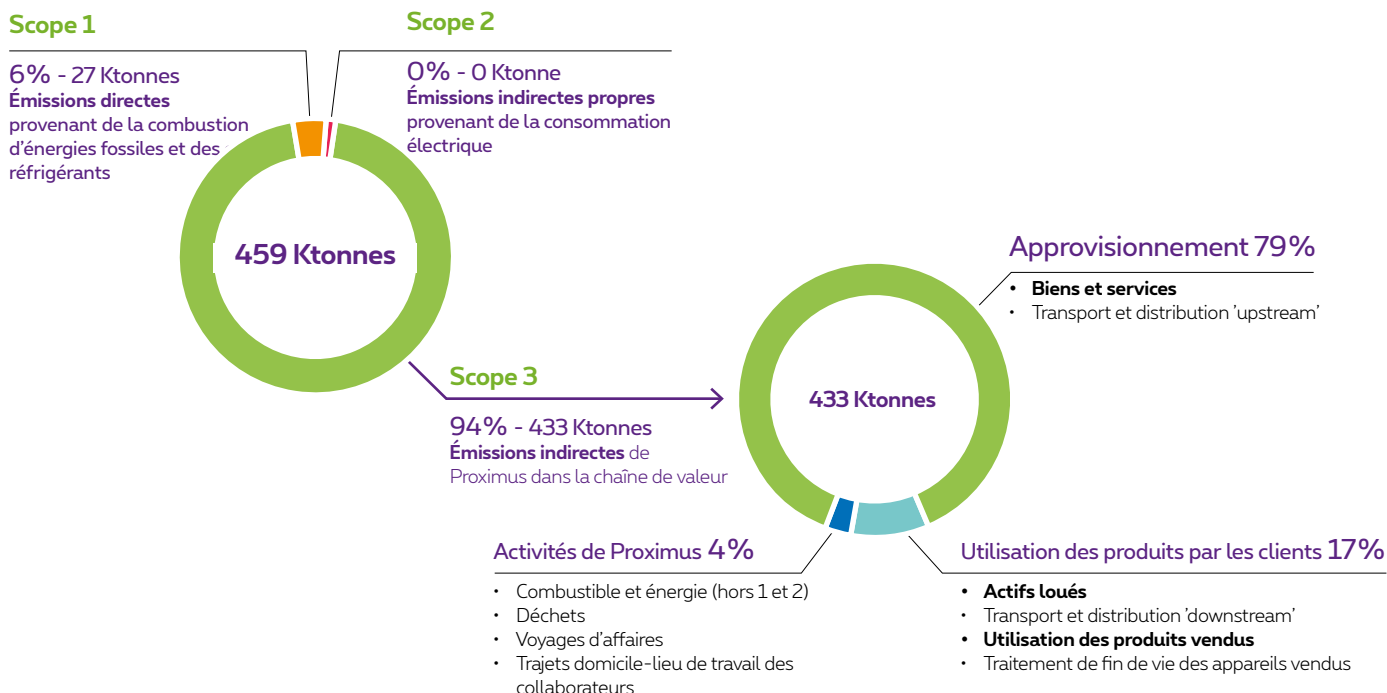 Scope 1
6% - 27 Ktonnes
Émissions directes
provenant de la combustion
d'énergies fossiles et des
réfrigérants
Scope 2
0% - 0 Ktonne
Émissions indirectes propres
provenant de la consommation
électrique
459 Ktonnes
Scope 3
94% - 433 Ktonnes
Émissions indirectes de
Proximus dans la chaîne de valeur
433 Ktonnes
Approvisionnement 79%
• Biens et services
• Transport et distribution 'upstream'
Activités de Proximus 4%
• Combustible et énergie (hors 1 et 2)
• Déchets
• Voyages d'affaires
• Trajets domicile-lieu de travail des
collaborateurs
Utilisation des produits par les clients 17%
• Actifs loués
• Transport et distribution 'downstream'
• Utilisation des produits vendus
• Traitement de fin de vie des appareils vendus